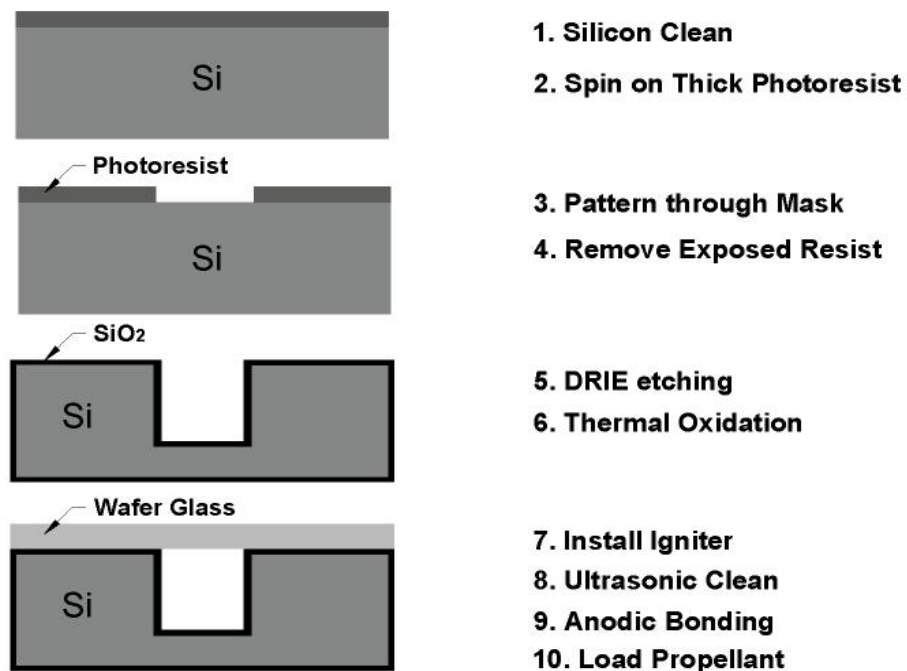 Si
1. Silicon Clean
2. Spin on Thick Photoresist
Photoresist
Si
3. Pattern through Mask
4. Remove Exposed Resist
SiO2
Si
5. DRIE etching
6. Thermal Oxidation
Wafer Glass
Si
7. Install Igniter
8. Ultrasonic Clean
9. Anodic Bonding
10. Load Propellant